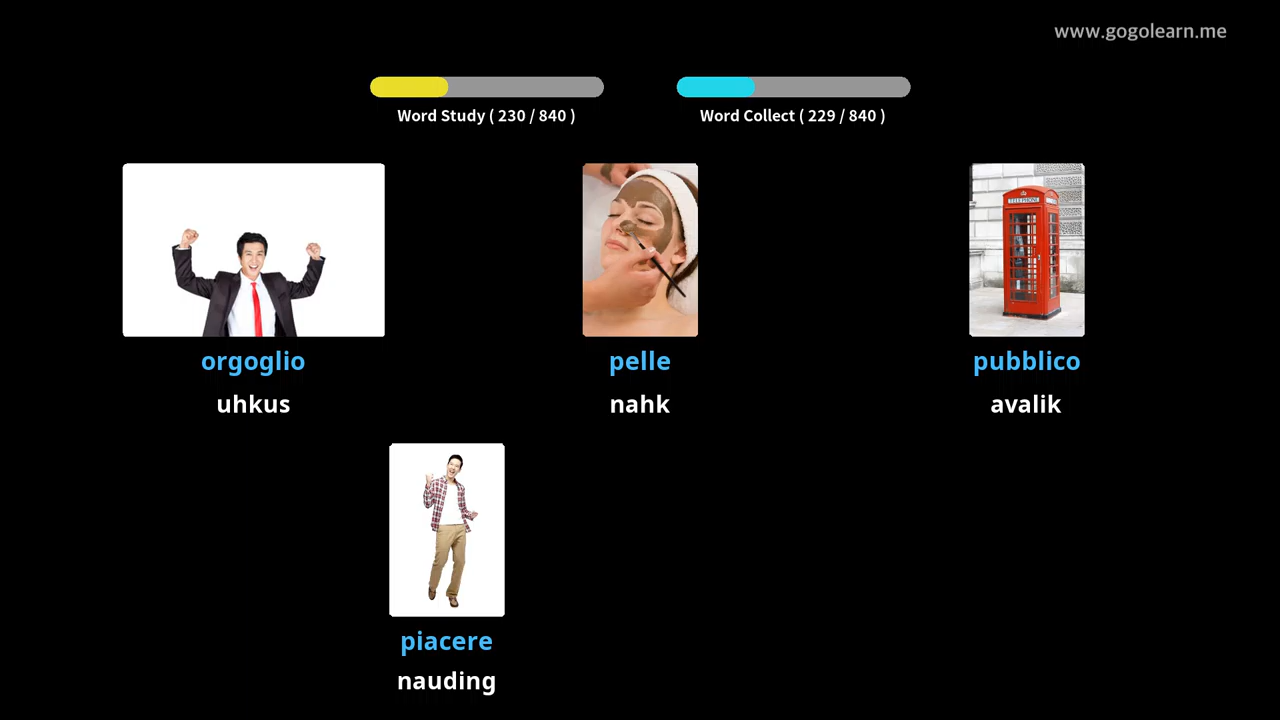 www.gogolearn.me
Word Study ( 230 / 840 )
Word Collect ( 229 / 840 )
TELEPHONE
orgoglio
pelle
pubblico
uhkus
nahk
avalik
piacere
nauding